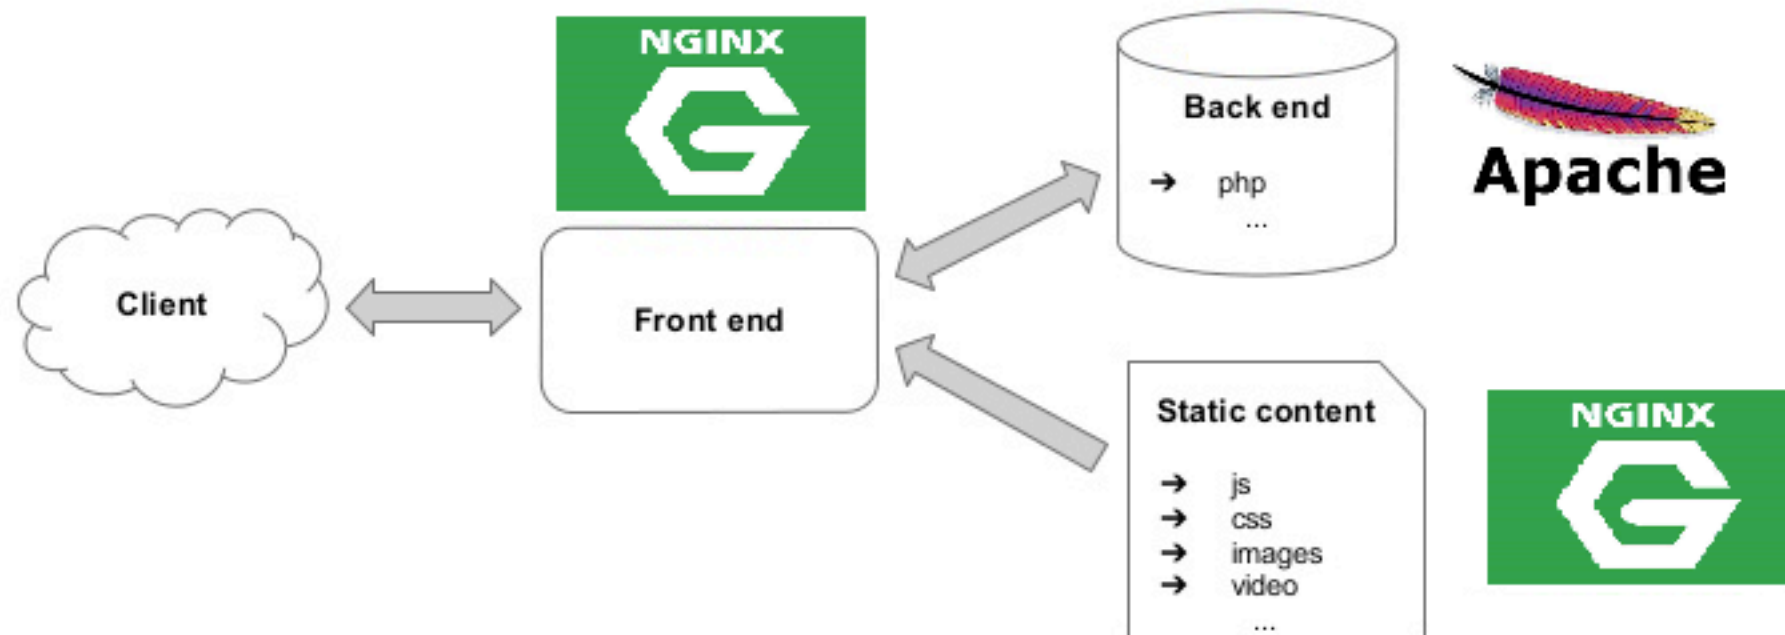 NGINX
Client
Front end
Back end
→ php
...
Apache
Static content
→ js
→ css
→ images
→ video
...
NGINX